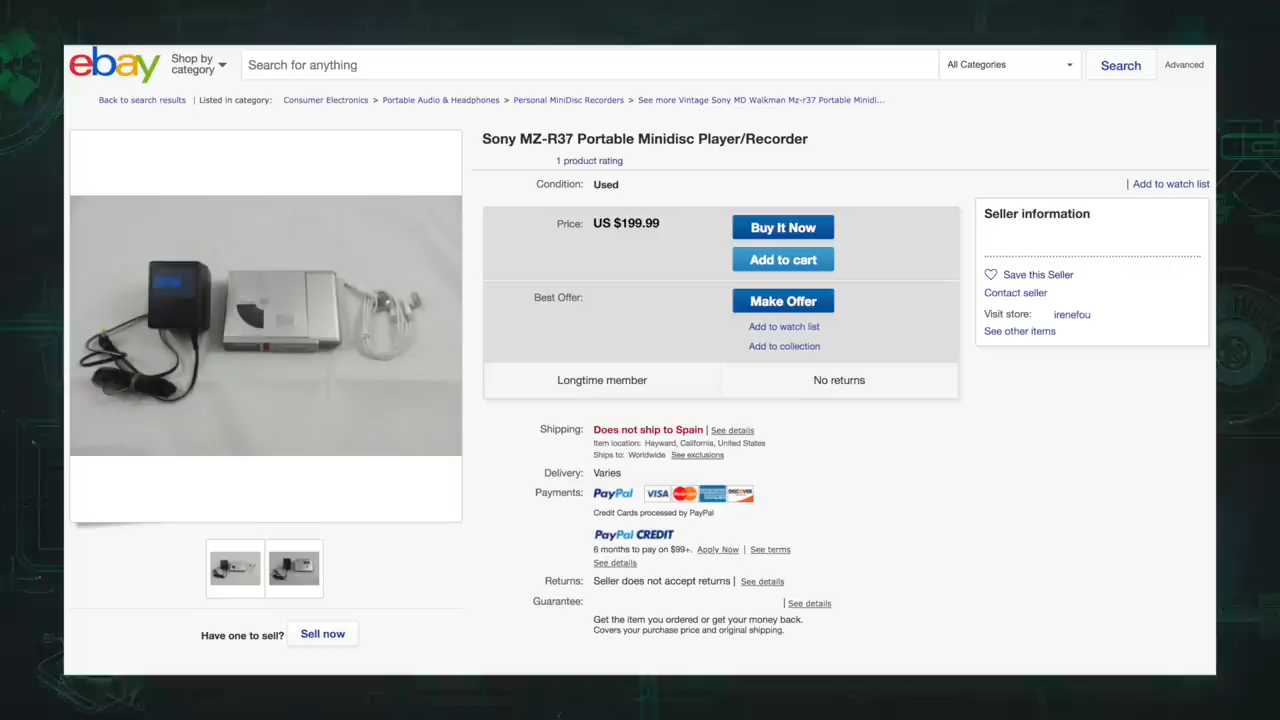 ebay
Shop by
category
Search for anything
All Categories
Search
Advanced
Back to search results | Listed in category: Consumer Electronics > Portable Audio & Headphones > Personal MiniDisc Recorders > See more Vintage Sony MD Walkman Mz-r37 Portable Minidi...
Sony MZ-R37 Portable Minidisc Player/Recorder
1 product rating
Condition: Used
| Add to watch list
Price: US $199.99
Buy It Now
Add to cart
Best Offer:
Make Offer
Add to watch list
Add to collection
Longtime member
No returns
Seller information
Save this Seller
Contact seller
Visit store: irenefou
See other items
Shipping: Does not ship to Spain | See details
Item location: Hayward, California, United States
Ships to: Worldwide See exclusions
Delivery: Varies
Payments: PayPal VISA MasterCard DISCOVER
Credit Cards processed by PayPal
PayPal CREDIT
6 months to pay on $99+. Apply Now | See terms
See details
Returns: Seller does not accept returns | See details
Guarantee: | See details
Get the item you ordered or get your money back.
Covers your purchase price and original shipping.
Have one to sell? Sell now